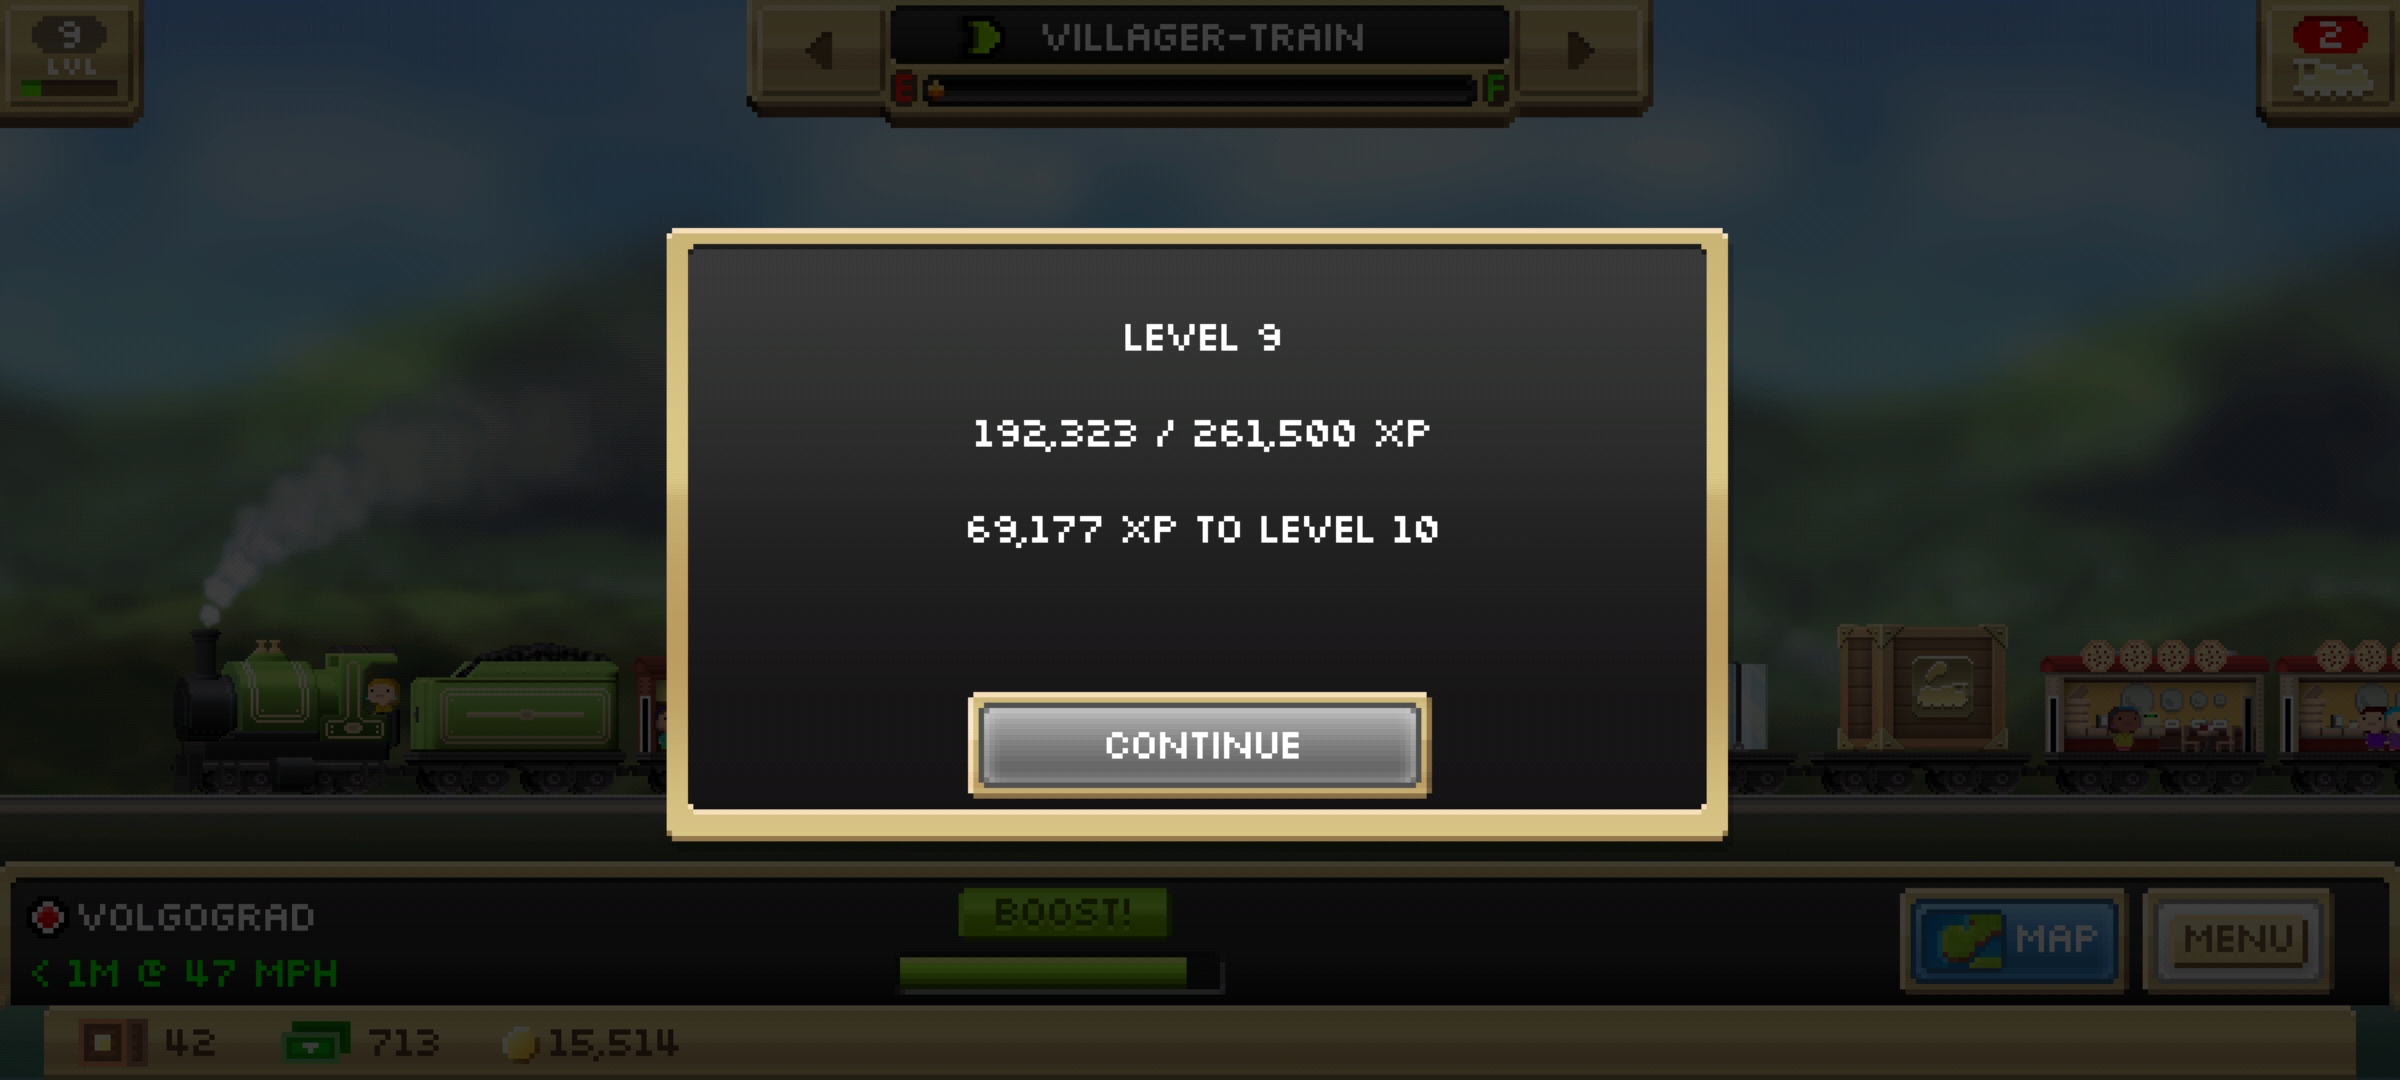 9
LVL
VILLAGER-TRAIN
E F
2
LEVEL 9
192,323 / 261,500 XP
69,177 XP TO LEVEL 10
CONTINUE
VOLGOGRAD
< 1M @ 47 MPH
BOOST!
MAP
MENU
42 713 15,514